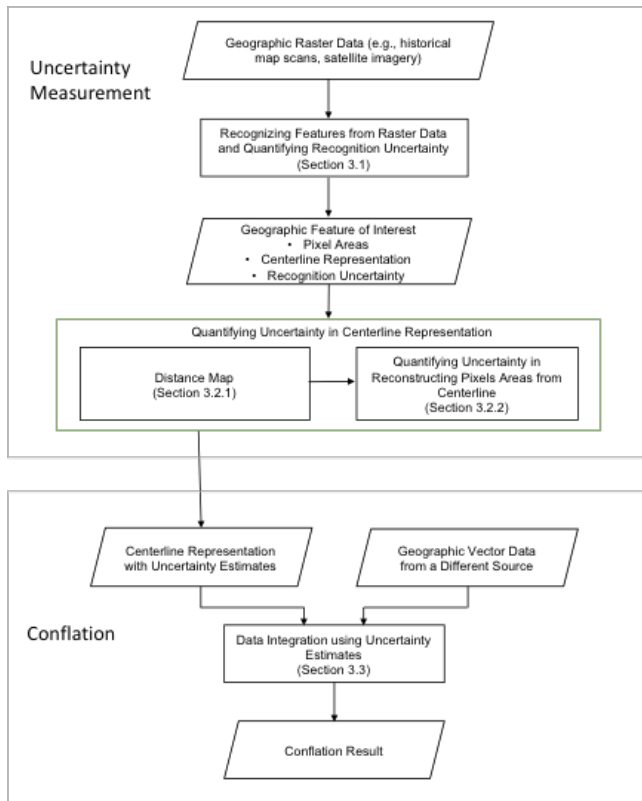 Uncertainty
Measurement
Geographic Raster Data (e.g., historical
map scans, satellite imagery)
Recognizing Features from Raster Data
and Quantifying Recognition Uncertainty
(Section 3.1)
Geographic Feature of Interest
• Pixel Areas
• Centerline Representation
• Recognition Uncertainty
Quantifying Uncertainty in Centerline Representation
Distance Map
(Section 3.2.1)
Quantifying Uncertainty in
Reconstructing Pixels Areas from
Centerline
(Section 3.2.2)
Conflation
Centerline Representation
with Uncertainty Estimates
Geographic Vector Data
from a Different Source
Data Integration using Uncertainty
Estimates
(Section 3.3)
Conflation Result